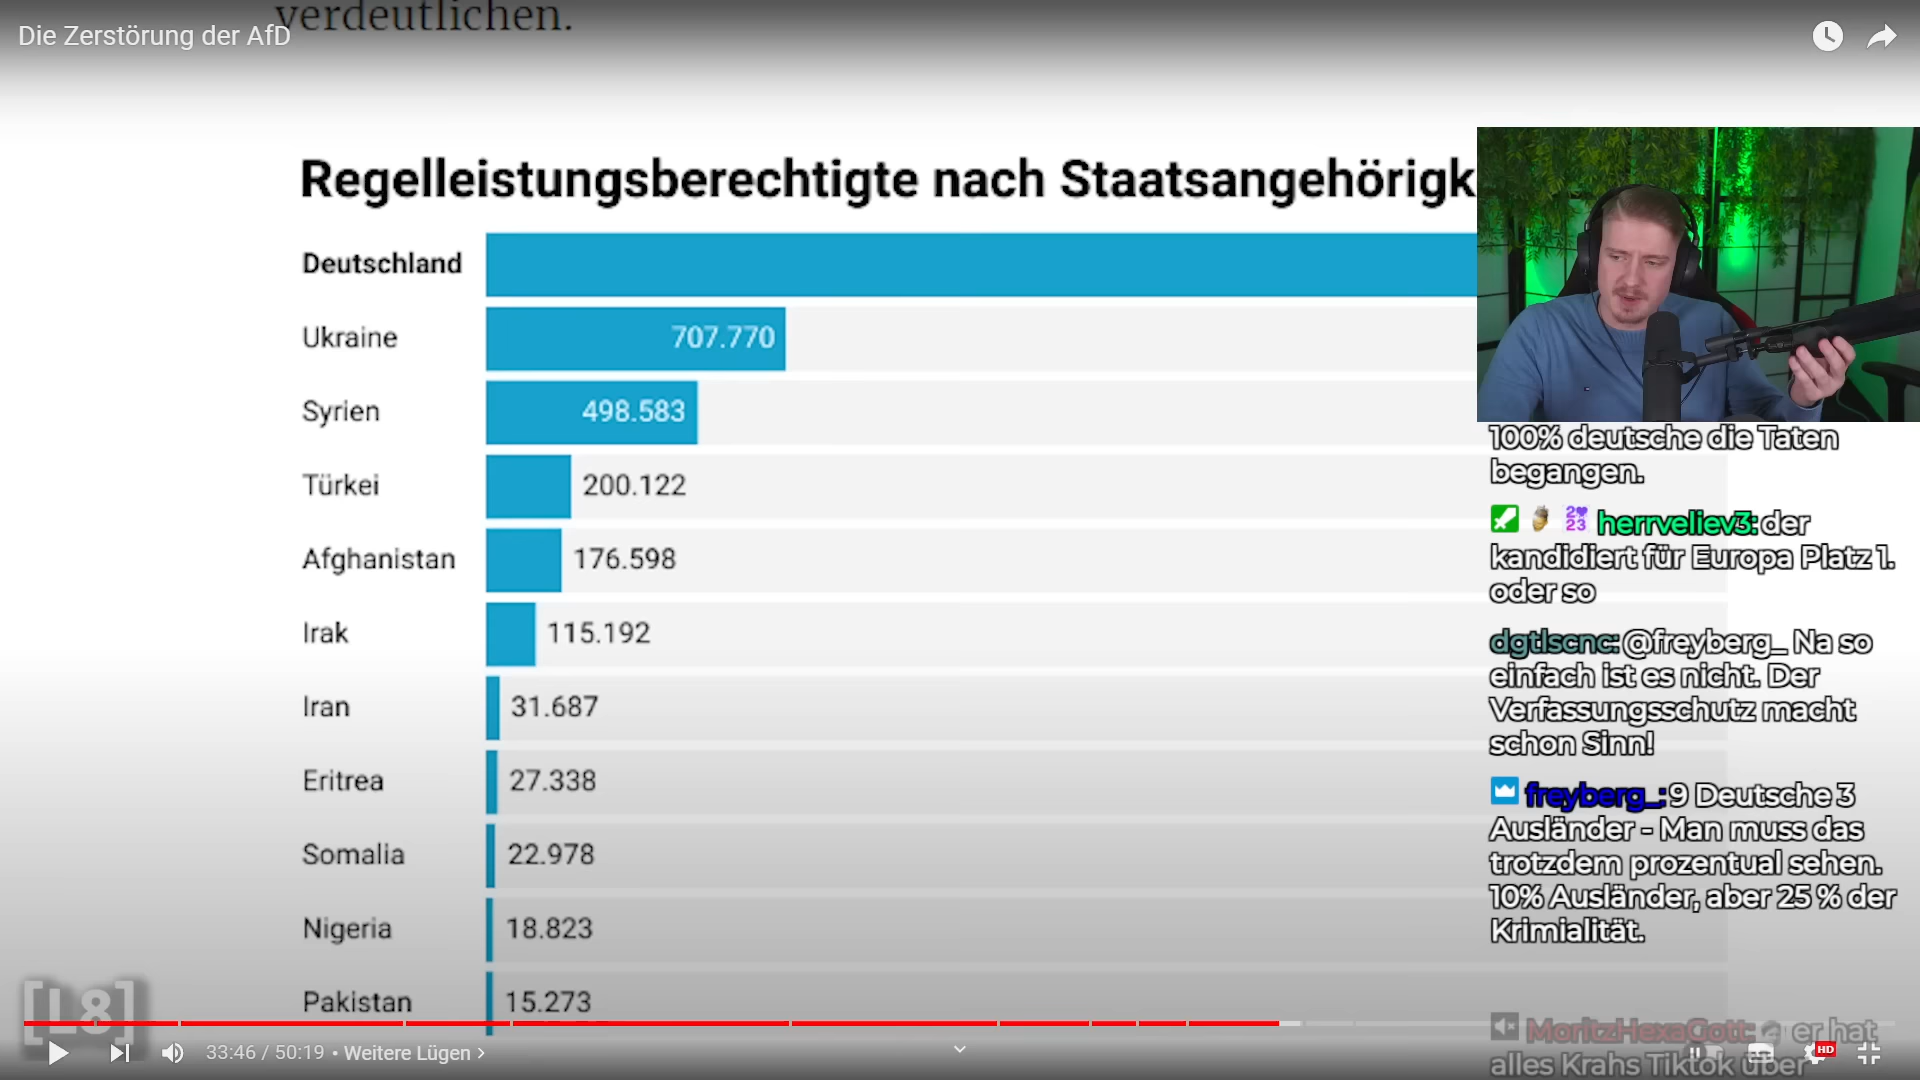 verdeutlichen.
Die Zerstörung der AfD
Regelleistungsberechtigte nach Staatsangehörigk
Deutschland
Ukraine 707.770
Syrien 498.583
Türkei 200.122
Afghanistan 176.598
Irak 115.192
Iran 31.687
Eritrea 27.338
Somalia 22.978
Nigeria 18.823
Pakistan 15.273
100% deutsche die Taten
begangen.
herrveliev3: der
kandidiert für Europa Platz 1.
oder so
dgtlscnc: @freyberg_ Na so
einfach ist es nicht. Der
Verfassungsschutz macht
schon Sinn!
freyberg_: 9 Deutsche 3
Ausländer - Man muss das
trotzdem prozentual sehen.
10% Ausländer, aber 25 % der
Krimialität.
MoritzHexaGott: er hat
alles Krahs Tiktok über
[L8]
33:46 / 50:19 • Weitere Lügen
HD